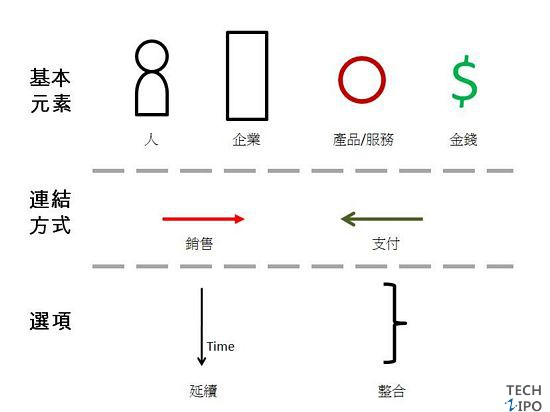 基本
元素
$
人
企業
產品/服務
金錢
連結
方式
銷售
支付
選項
Time
延續
整合
TECH
IPO